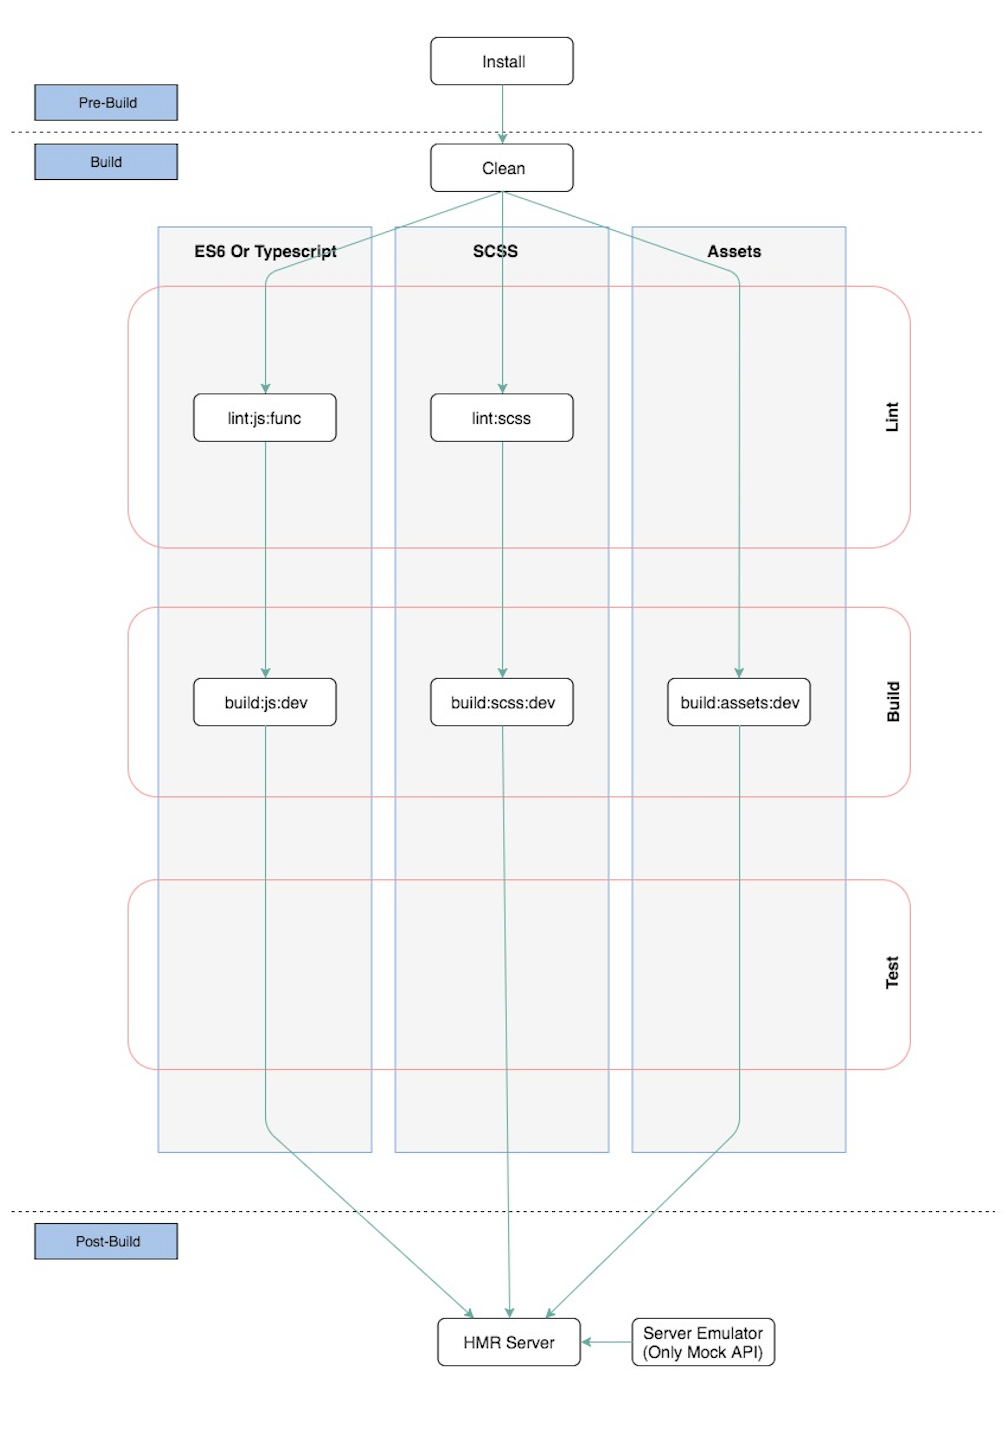 Install
Pre-Build
Build
Clean
ES6 Or Typescript
SCSS
Assets
Lint
lint:js:func
lint:scss
Build
build:js:dev
build:scss:dev
build:assets:dev
Test
Post-Build
HMR Server
Server Emulator
(Only Mock API)